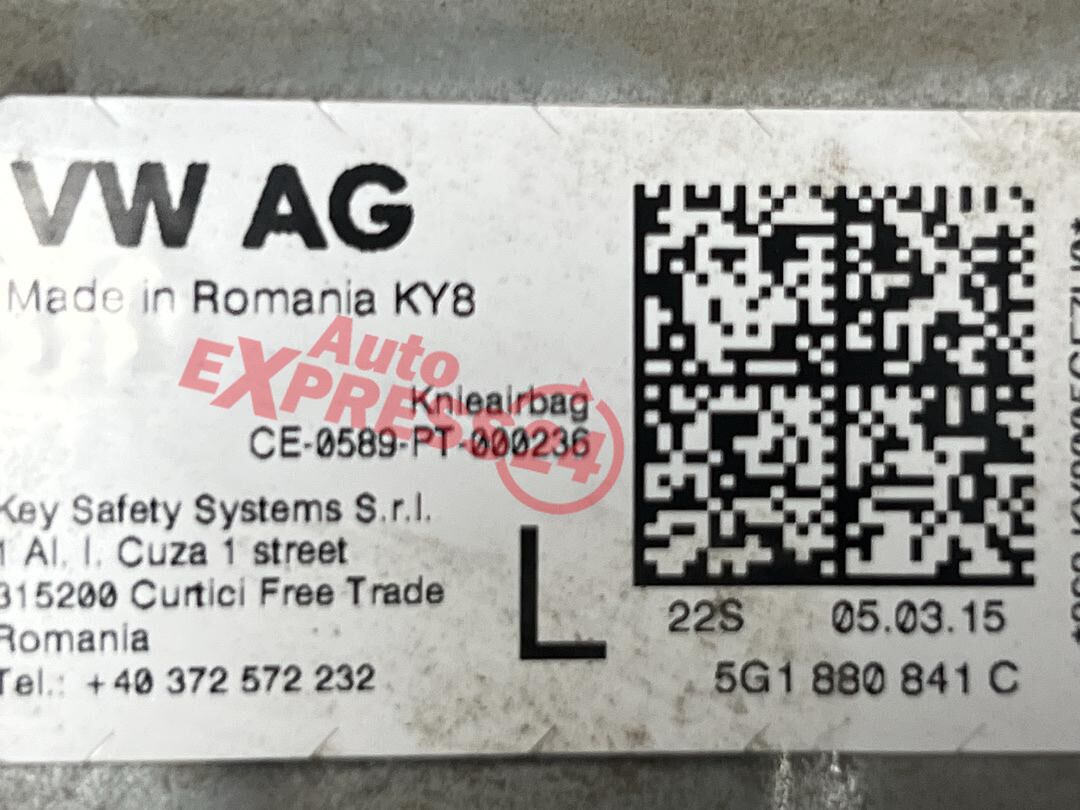 VW AG
Made in Romania KY8
Auto
EXPRESS24
Knieairbag
CE-0589-PT-000236
Key Safety Systems S.r.l.
1 Al. I. Cuza 1 street
315200 Curtici Free Trade
Romania
Tel.: +40 372 572 232
L
22S 05.03.15
5G1 880 841 C